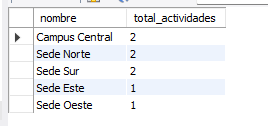 nombre total_actividades
Campus Central 2
Sede Norte 2
Sede Sur 2
Sede Este 1
Sede Oeste 1